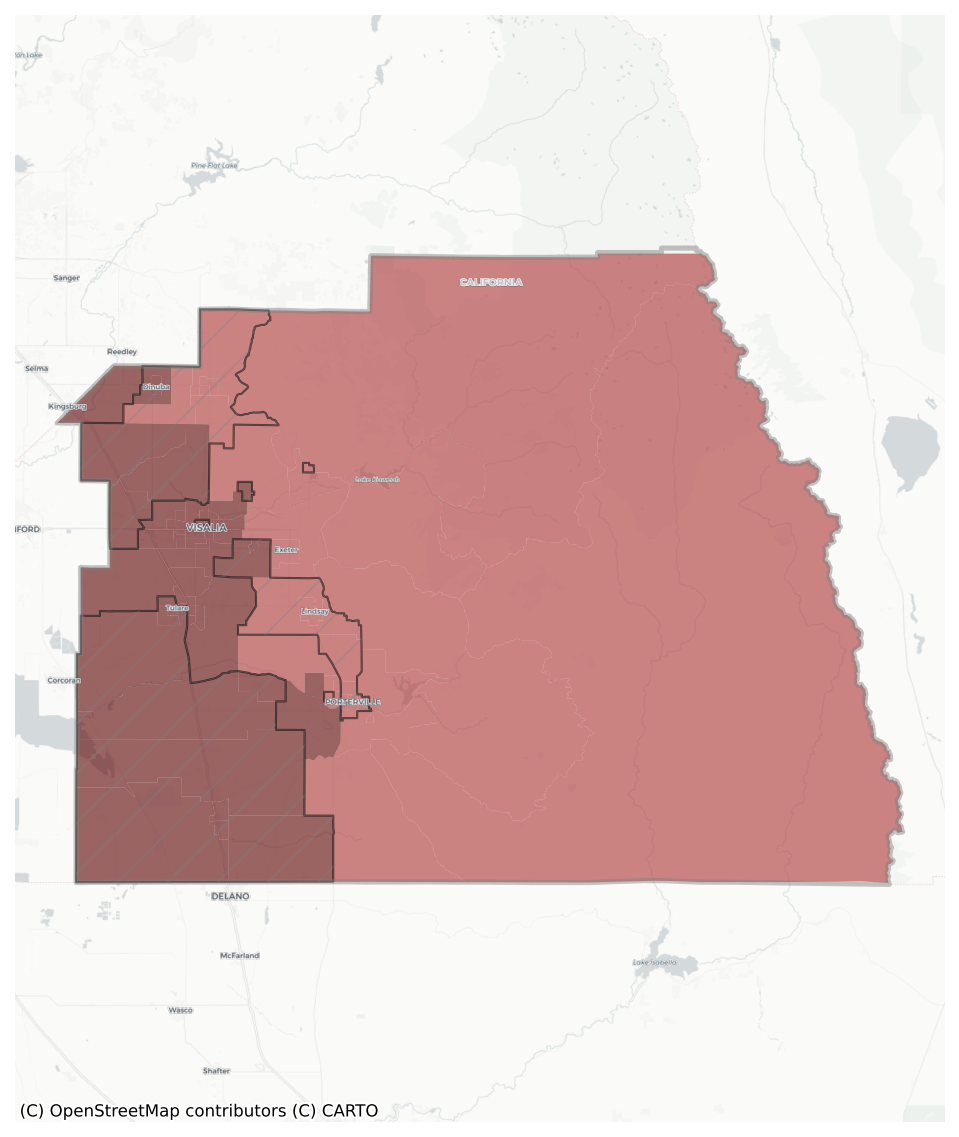 Pine Flat Lake
Sanger
CALIFORNIA
Reedley
Selma
Dinuba
Kingsburg
Lake Kaweah
VISALIA
Exeter
Tulare
Lindsay
Corcoran
PORTERVILLE
DELANO
McFarland
Lake Isabella
Wasco
Shafter
(C) OpenStreetMap contributors (C) CARTO